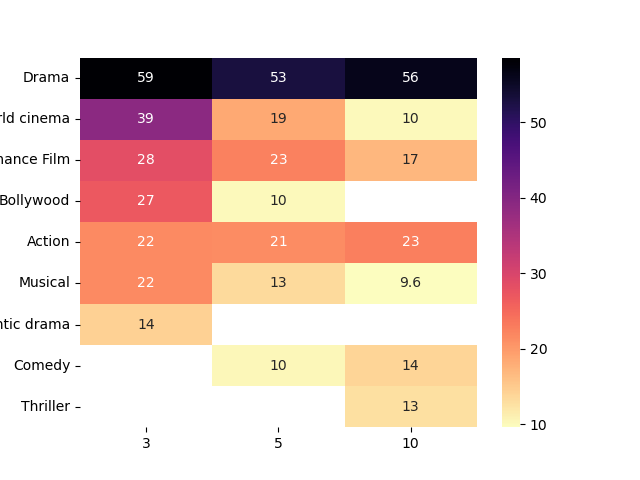 Drama 59 53 56
rld cinema 39 19 10
nance Film 28 23 17
Bollywood 27 10
Action 22 21 23
Musical 22 13 9.6
ntic drama 14
Comedy 10 14
Thriller 13
3 5 10
50
40
30
20
10